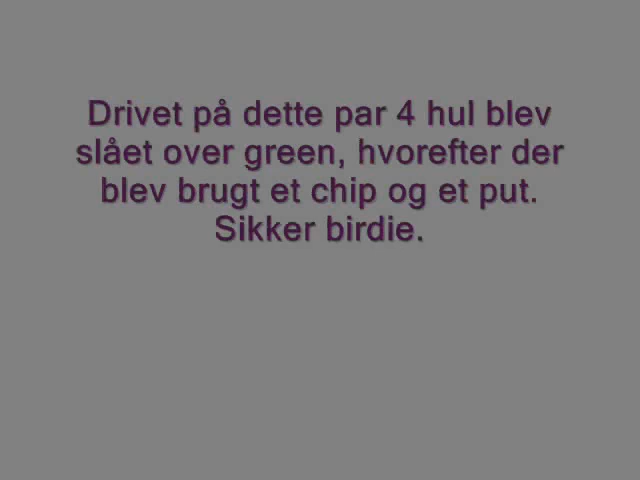 Drivet på dette par 4 hul blev
slået over green, hvorefter der
blev brugt et chip og et put.
Sikker birdie.